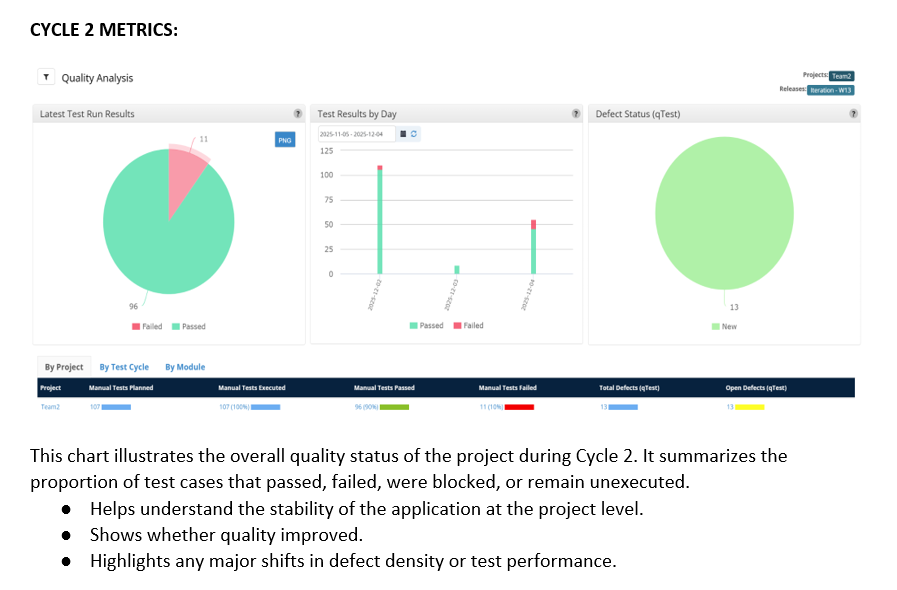 CYCLE 2 METRICS:
Quality Analysis
Projects: Team2
Releases: Iteration - W13
Latest Test Run Results ?
PNG
11
96
Failed Passed
Test Results by Day ?
2025-11-05 - 2025-12-04
125
100
75
50
25
0
2025-12-02
2025-12-03
2025-12-04
Passed Failed
Defect Status (qTest) ?
13
New
By Project By Test Cycle By Module
Project Manual Tests Planned Manual Tests Executed Manual Tests Passed Manual Tests Failed Total Defects (qTest) Open Defects (qTest)
Team2 107 107 (100%) 96 (90%) 11 (10%) 13 13
This chart illustrates the overall quality status of the project during Cycle 2. It summarizes the
proportion of test cases that passed, failed, were blocked, or remain unexecuted.
● Helps understand the stability of the application at the project level.
● Shows whether quality improved.
● Highlights any major shifts in defect density or test performance.